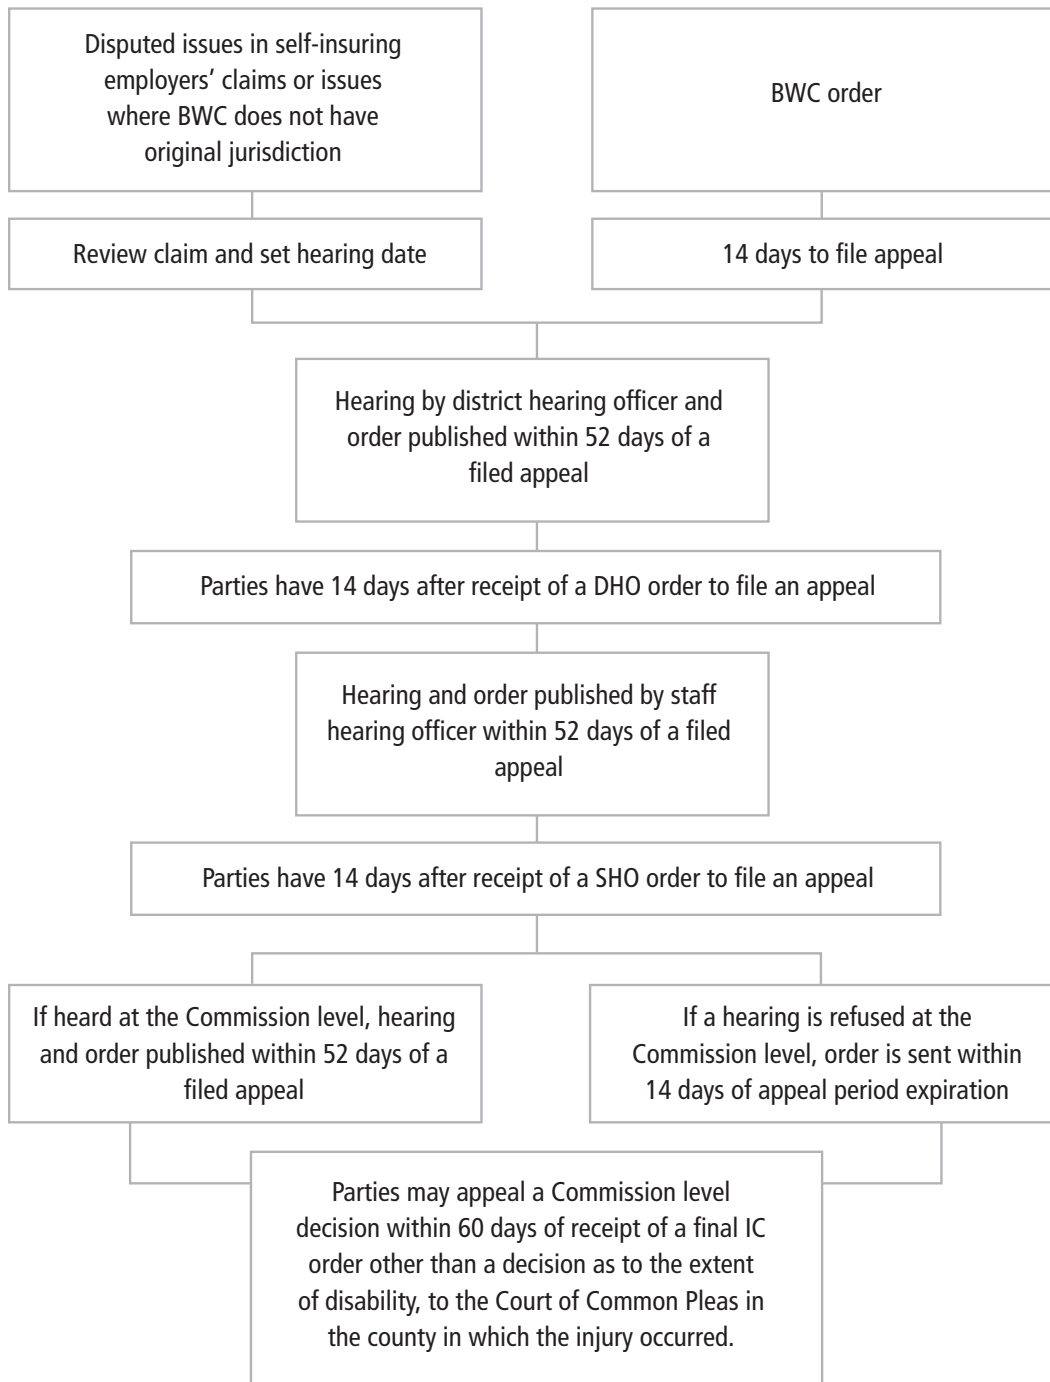 Disputed issues in self-insuring
employers’ claims or issues
where BWC does not have
original jurisdiction
BWC order
Review claim and set hearing date
14 days to file appeal
Hearing by district hearing officer and
order published within 52 days of a
filed appeal
Parties have 14 days after receipt of a DHO order to file an appeal
Hearing and order published by staff
hearing officer within 52 days of a filed
appeal
Parties have 14 days after receipt of a SHO order to file an appeal
If heard at the Commission level, hearing
and order published within 52 days of a
filed appeal
If a hearing is refused at the
Commission level, order is sent within
14 days of appeal period expiration
Parties may appeal a Commission level
decision within 60 days of receipt of a final IC
order other than a decision as to the extent
of disability, to the Court of Common Pleas in
the county in which the injury occurred.